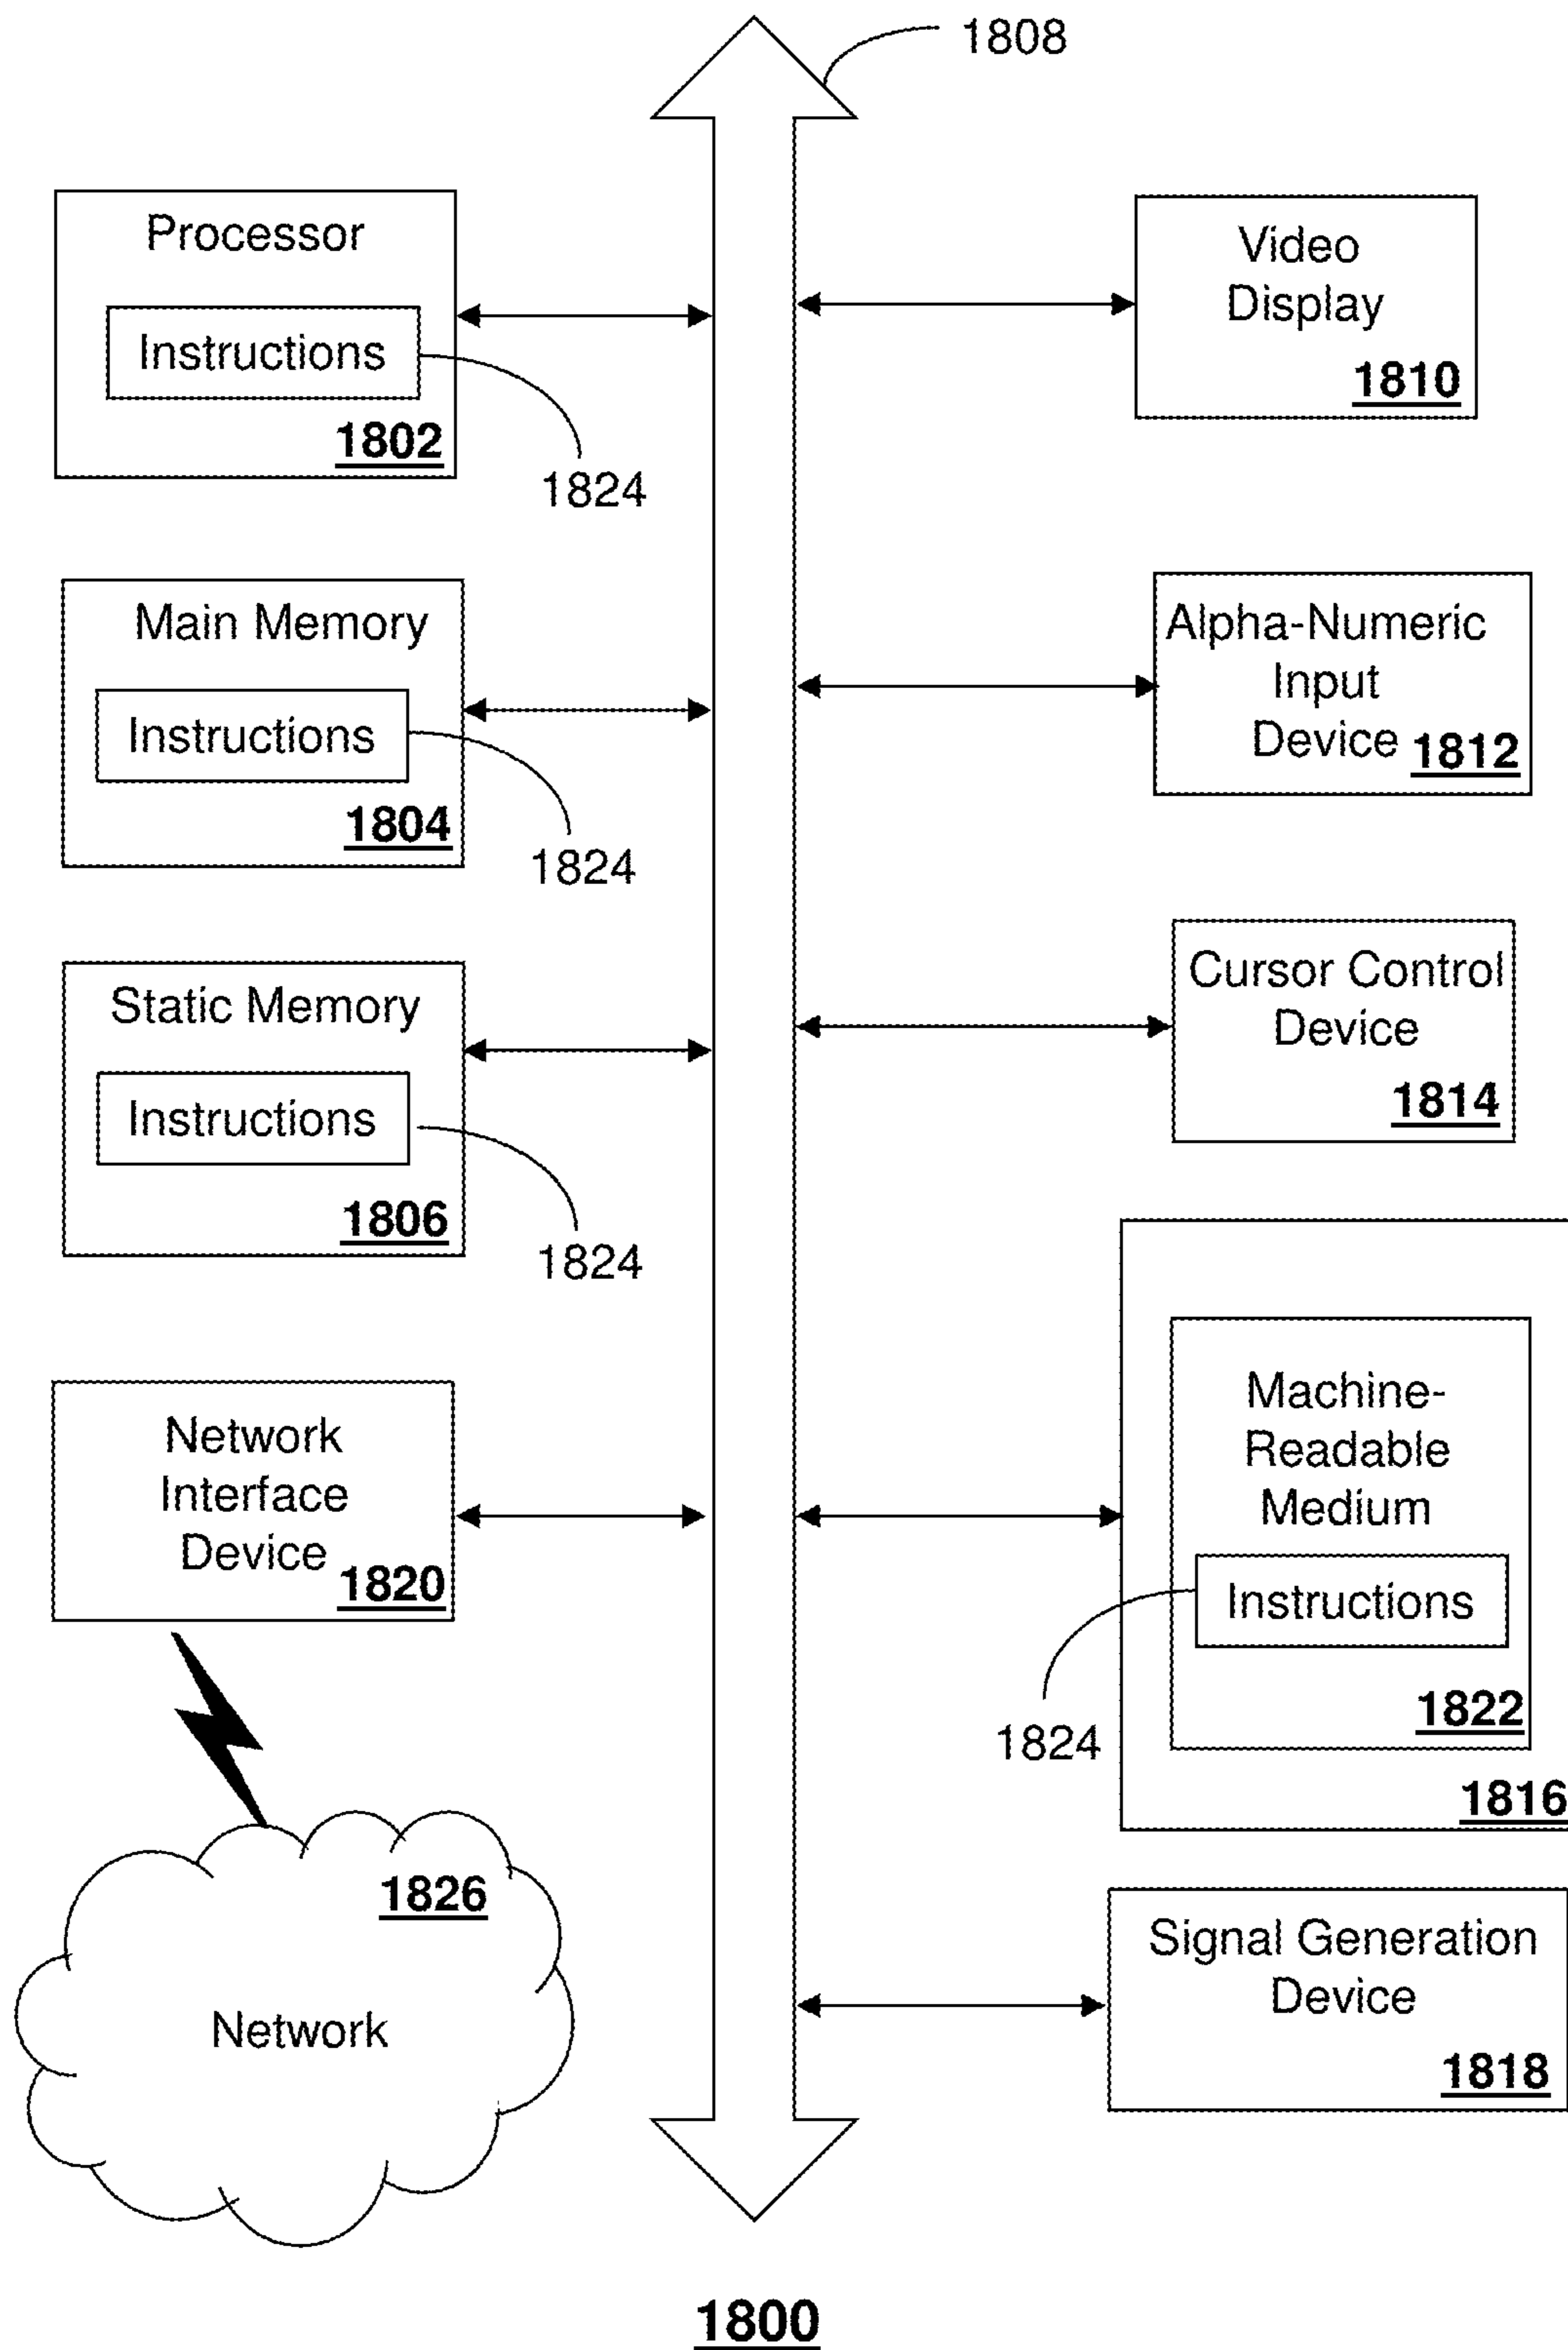 1808
Processor
Instructions
1802
1824
Main Memory
Instructions
1804
1824
Static Memory
Instructions
1806
1824
Network
Interface
Device
1820
1826
Network
Video
Display
1810
Alpha-Numeric
Input
Device 1812
Cursor Control
Device
1814
Machine-
Readable
Medium
Instructions
1822
1824
1816
Signal Generation
Device
1818
1800